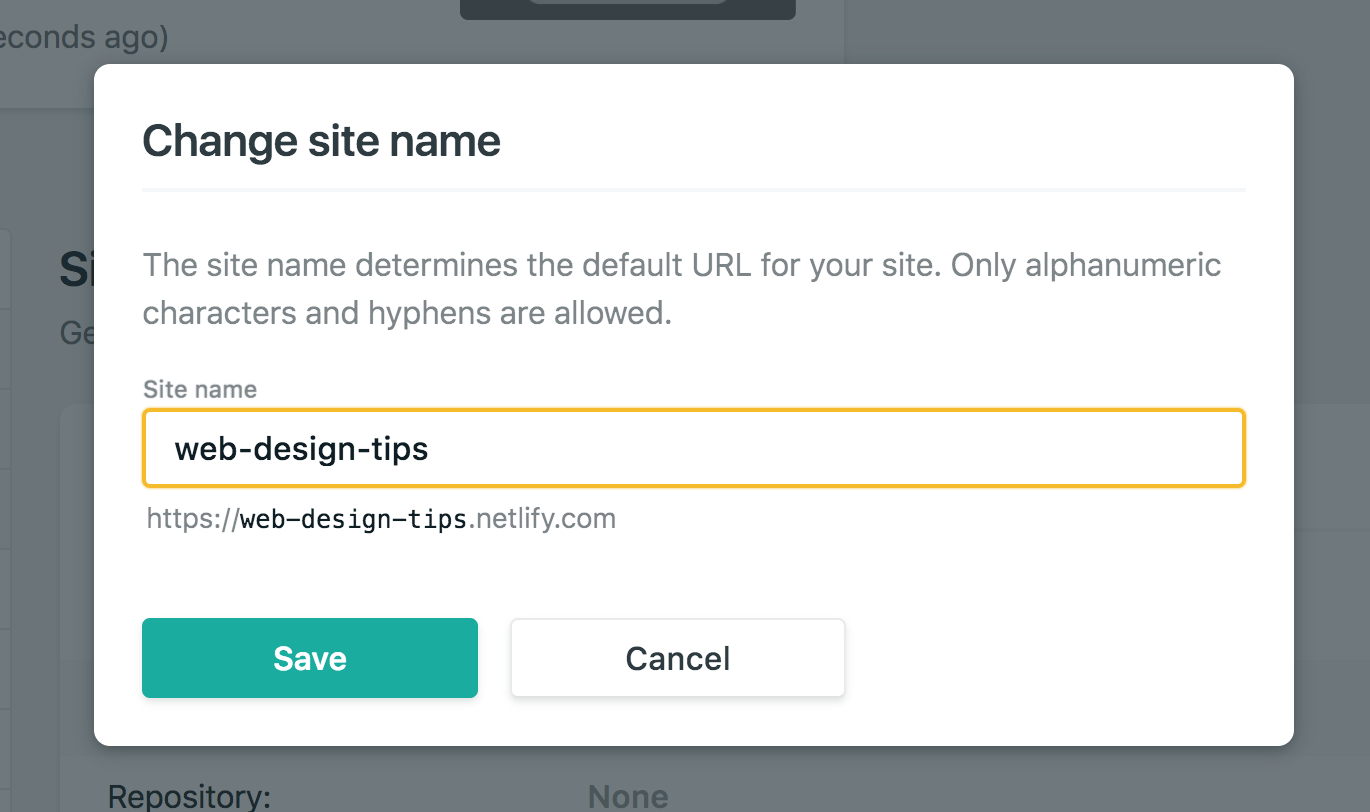 econds ago)
Change site name
The site name determines the default URL for your site. Only alphanumeric
characters and hyphens are allowed.
Si
Ge
Site name
web-design-tips
https://web-design-tips.netlify.com
Save
Cancel
Repository:
None